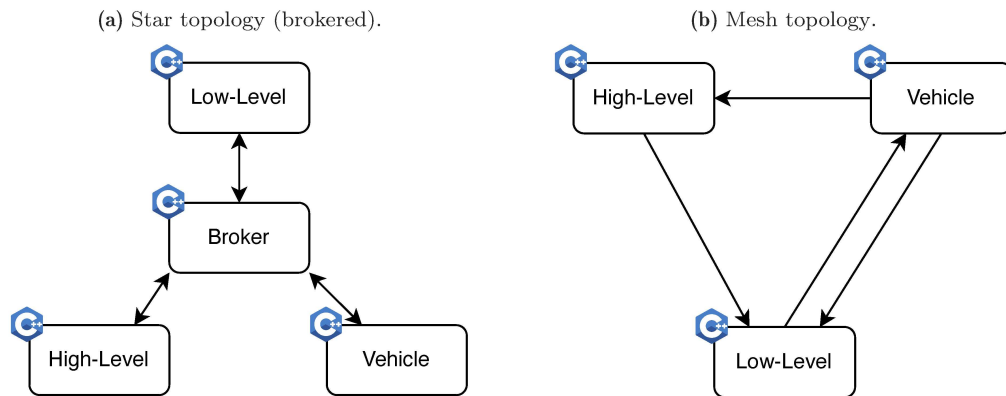 (a) Star topology (brokered).
C++
Low-Level
C++
Broker
C++
High-Level
C++
Vehicle
(b) Mesh topology.
C++
High-Level
C++
Vehicle
C++
Low-Level